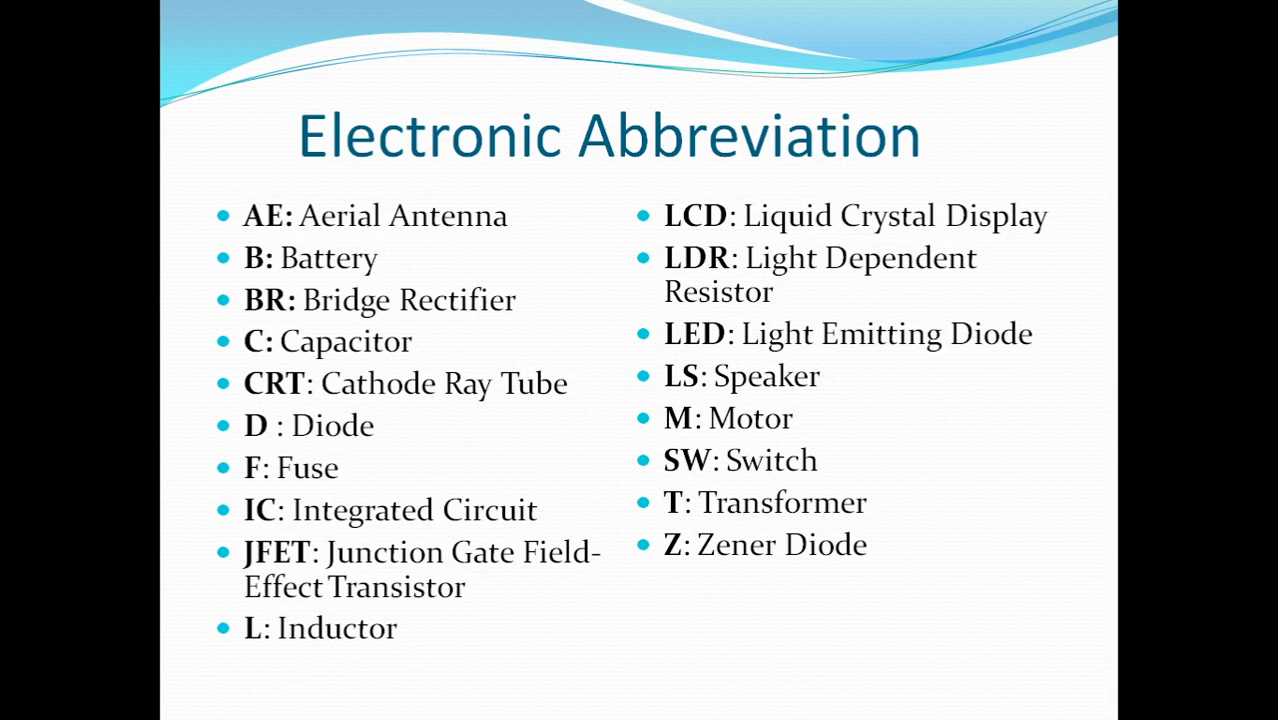 Electronic Abbreviation
AE: Aerial Antenna
B: Battery
BR: Bridge Rectifier
C: Capacitor
CRT: Cathode Ray Tube
D : Diode
F: Fuse
IC: Integrated Circuit
JFET: Junction Gate Field-
Effect Transistor
L: Inductor
LCD: Liquid Crystal Display
LDR: Light Dependent
Resistor
LED: Light Emitting Diode
LS: Speaker
M: Motor
SW: Switch
T: Transformer
Z: Zener Diode